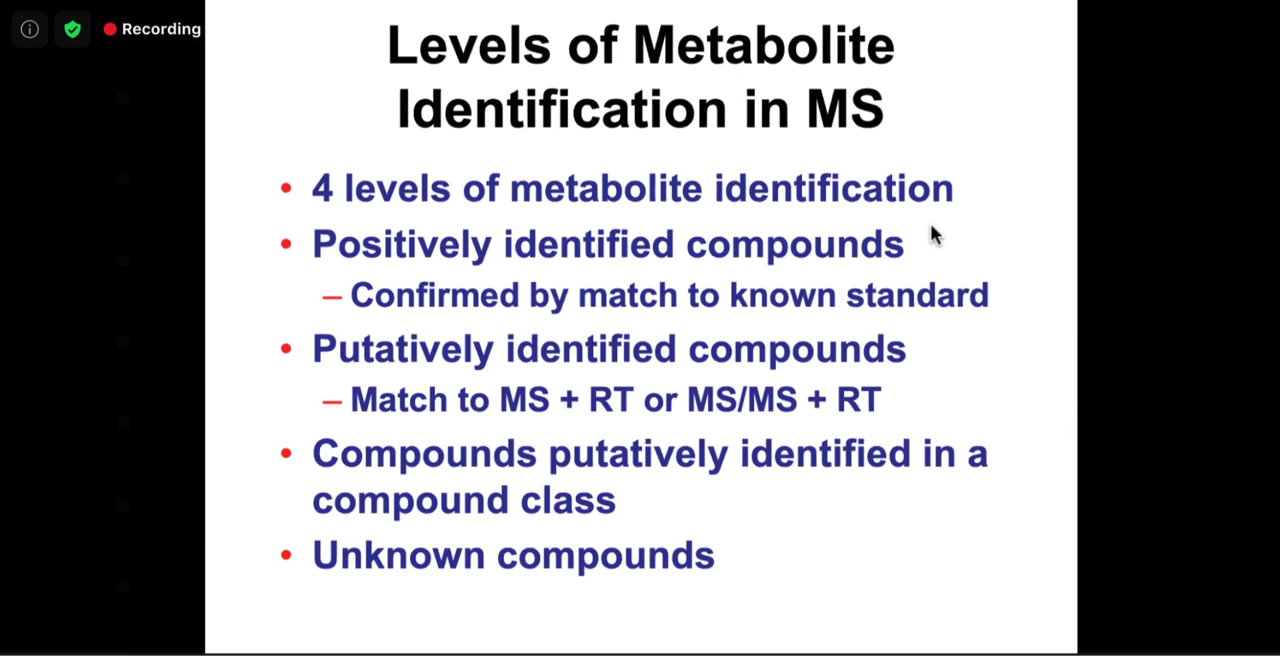 Recording
Levels of Metabolite
Identification in MS
• 4 levels of metabolite identification
• Positively identified compounds
– Confirmed by match to known standard
• Putatively identified compounds
– Match to MS + RT or MS/MS + RT
• Compounds putatively identified in a
compound class
• Unknown compounds